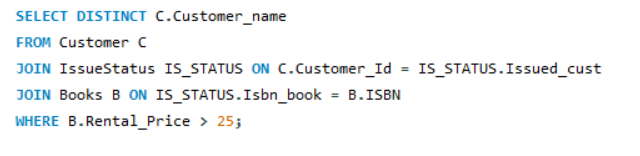 SELECT DISTINCT C.Customer_name
FROM Customer C
JOIN IssueStatus IS_STATUS ON C.Customer_Id = IS_STATUS.Issued_cust
JOIN Books B ON IS_STATUS.Isbn_book = B.ISBN
WHERE B.Rental_Price > 25;